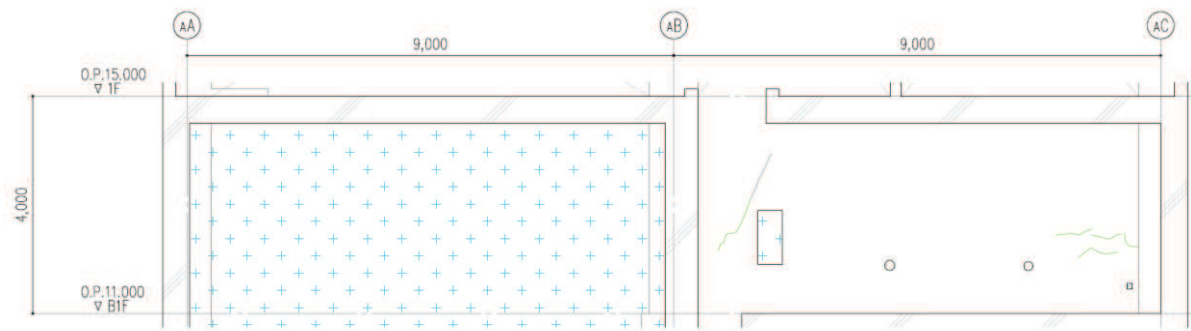 AA
AB
AC
9,000
9,000
O.P.15.000
▽ 1F
4,000
O.P.11.000
▽ B1F